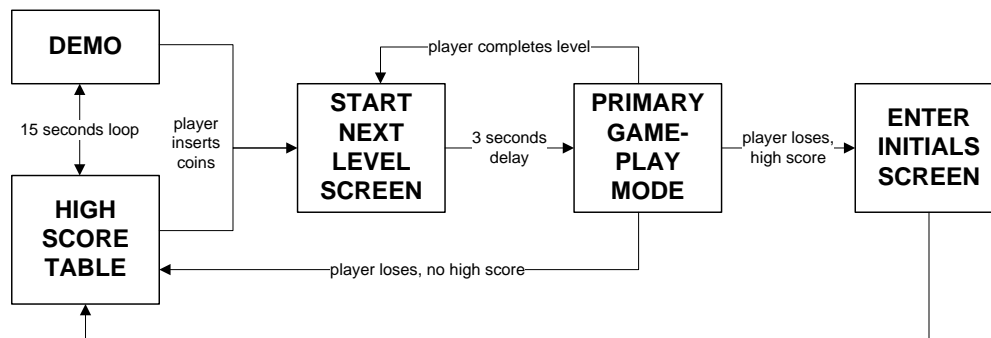 DEMO
15 seconds loop
HIGH
SCORE
TABLE
player
inserts
coins
START
NEXT
LEVEL
SCREEN
player completes level
3 seconds
delay
PRIMARY
GAME-
PLAY
MODE
player loses, no high score
player loses,
high score
ENTER
INITIALS
SCREEN